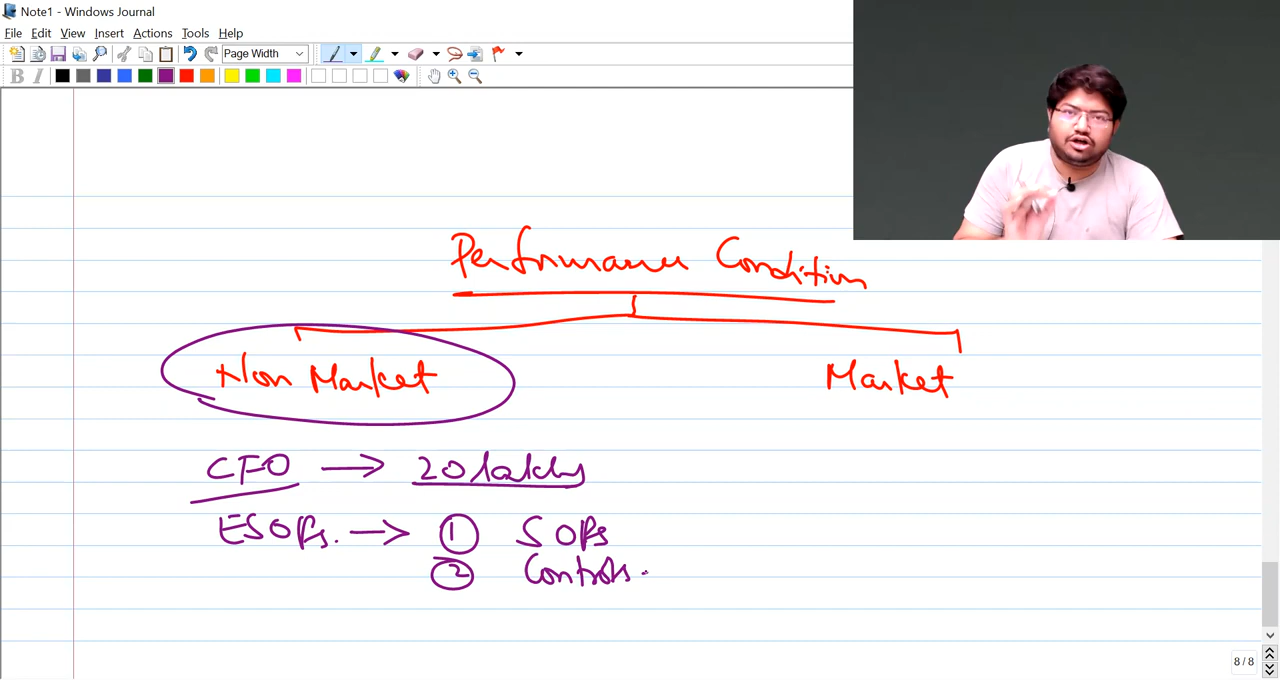 Note1 - Windows Journal
File Edit View Insert Actions Tools Help
Page Width
B I
Performance Condition
Non Market Market
CFO → 20 lakhs
ESOPs. → ① SOPs
② Controls.
8 / 8